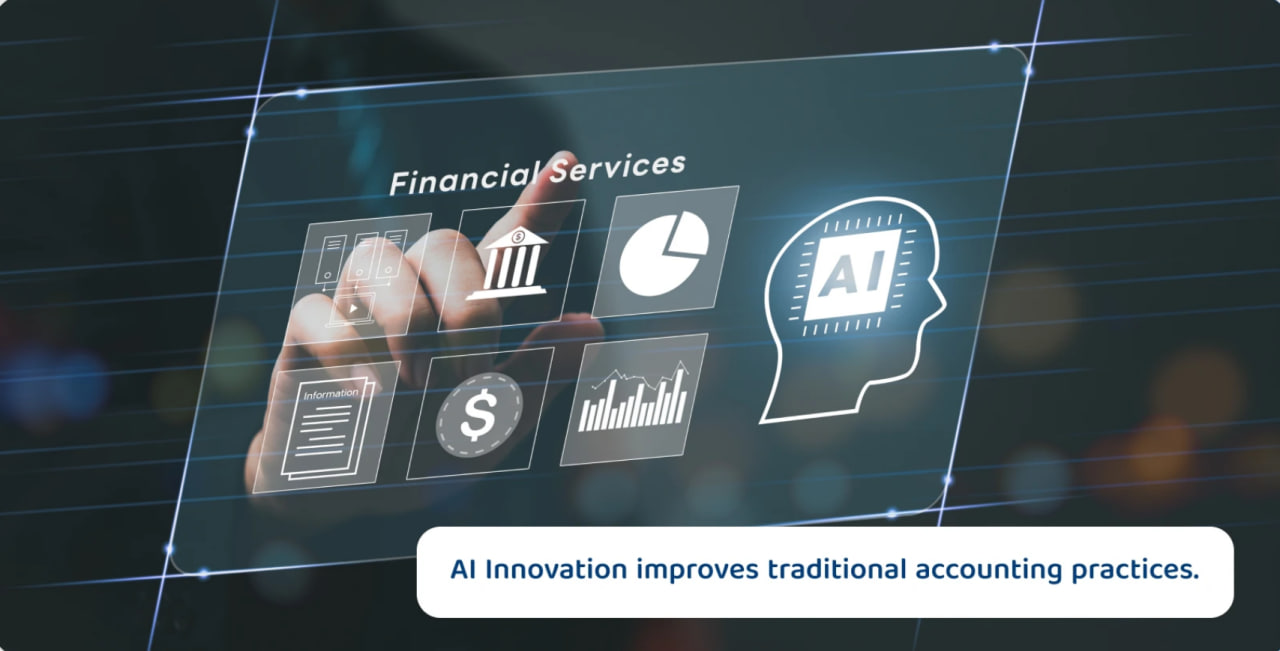 Financial Services
AI
Information
$
$
AI Innovation improves traditional accounting practices.